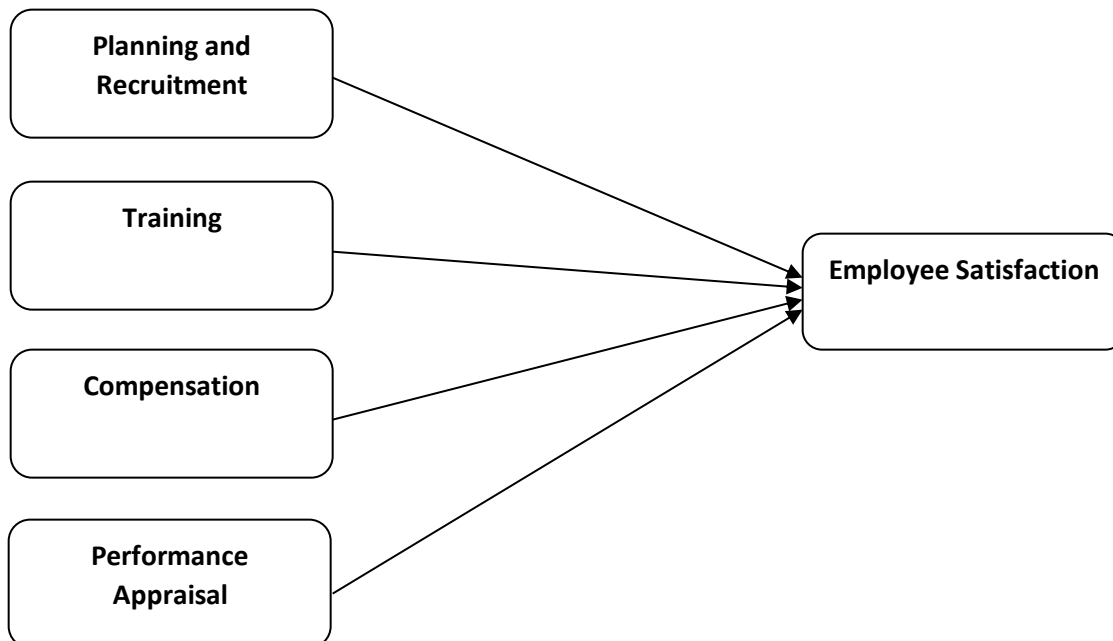 Planning and
Recruitment
Training
Compensation
Performance
Appraisal
Employee Satisfaction